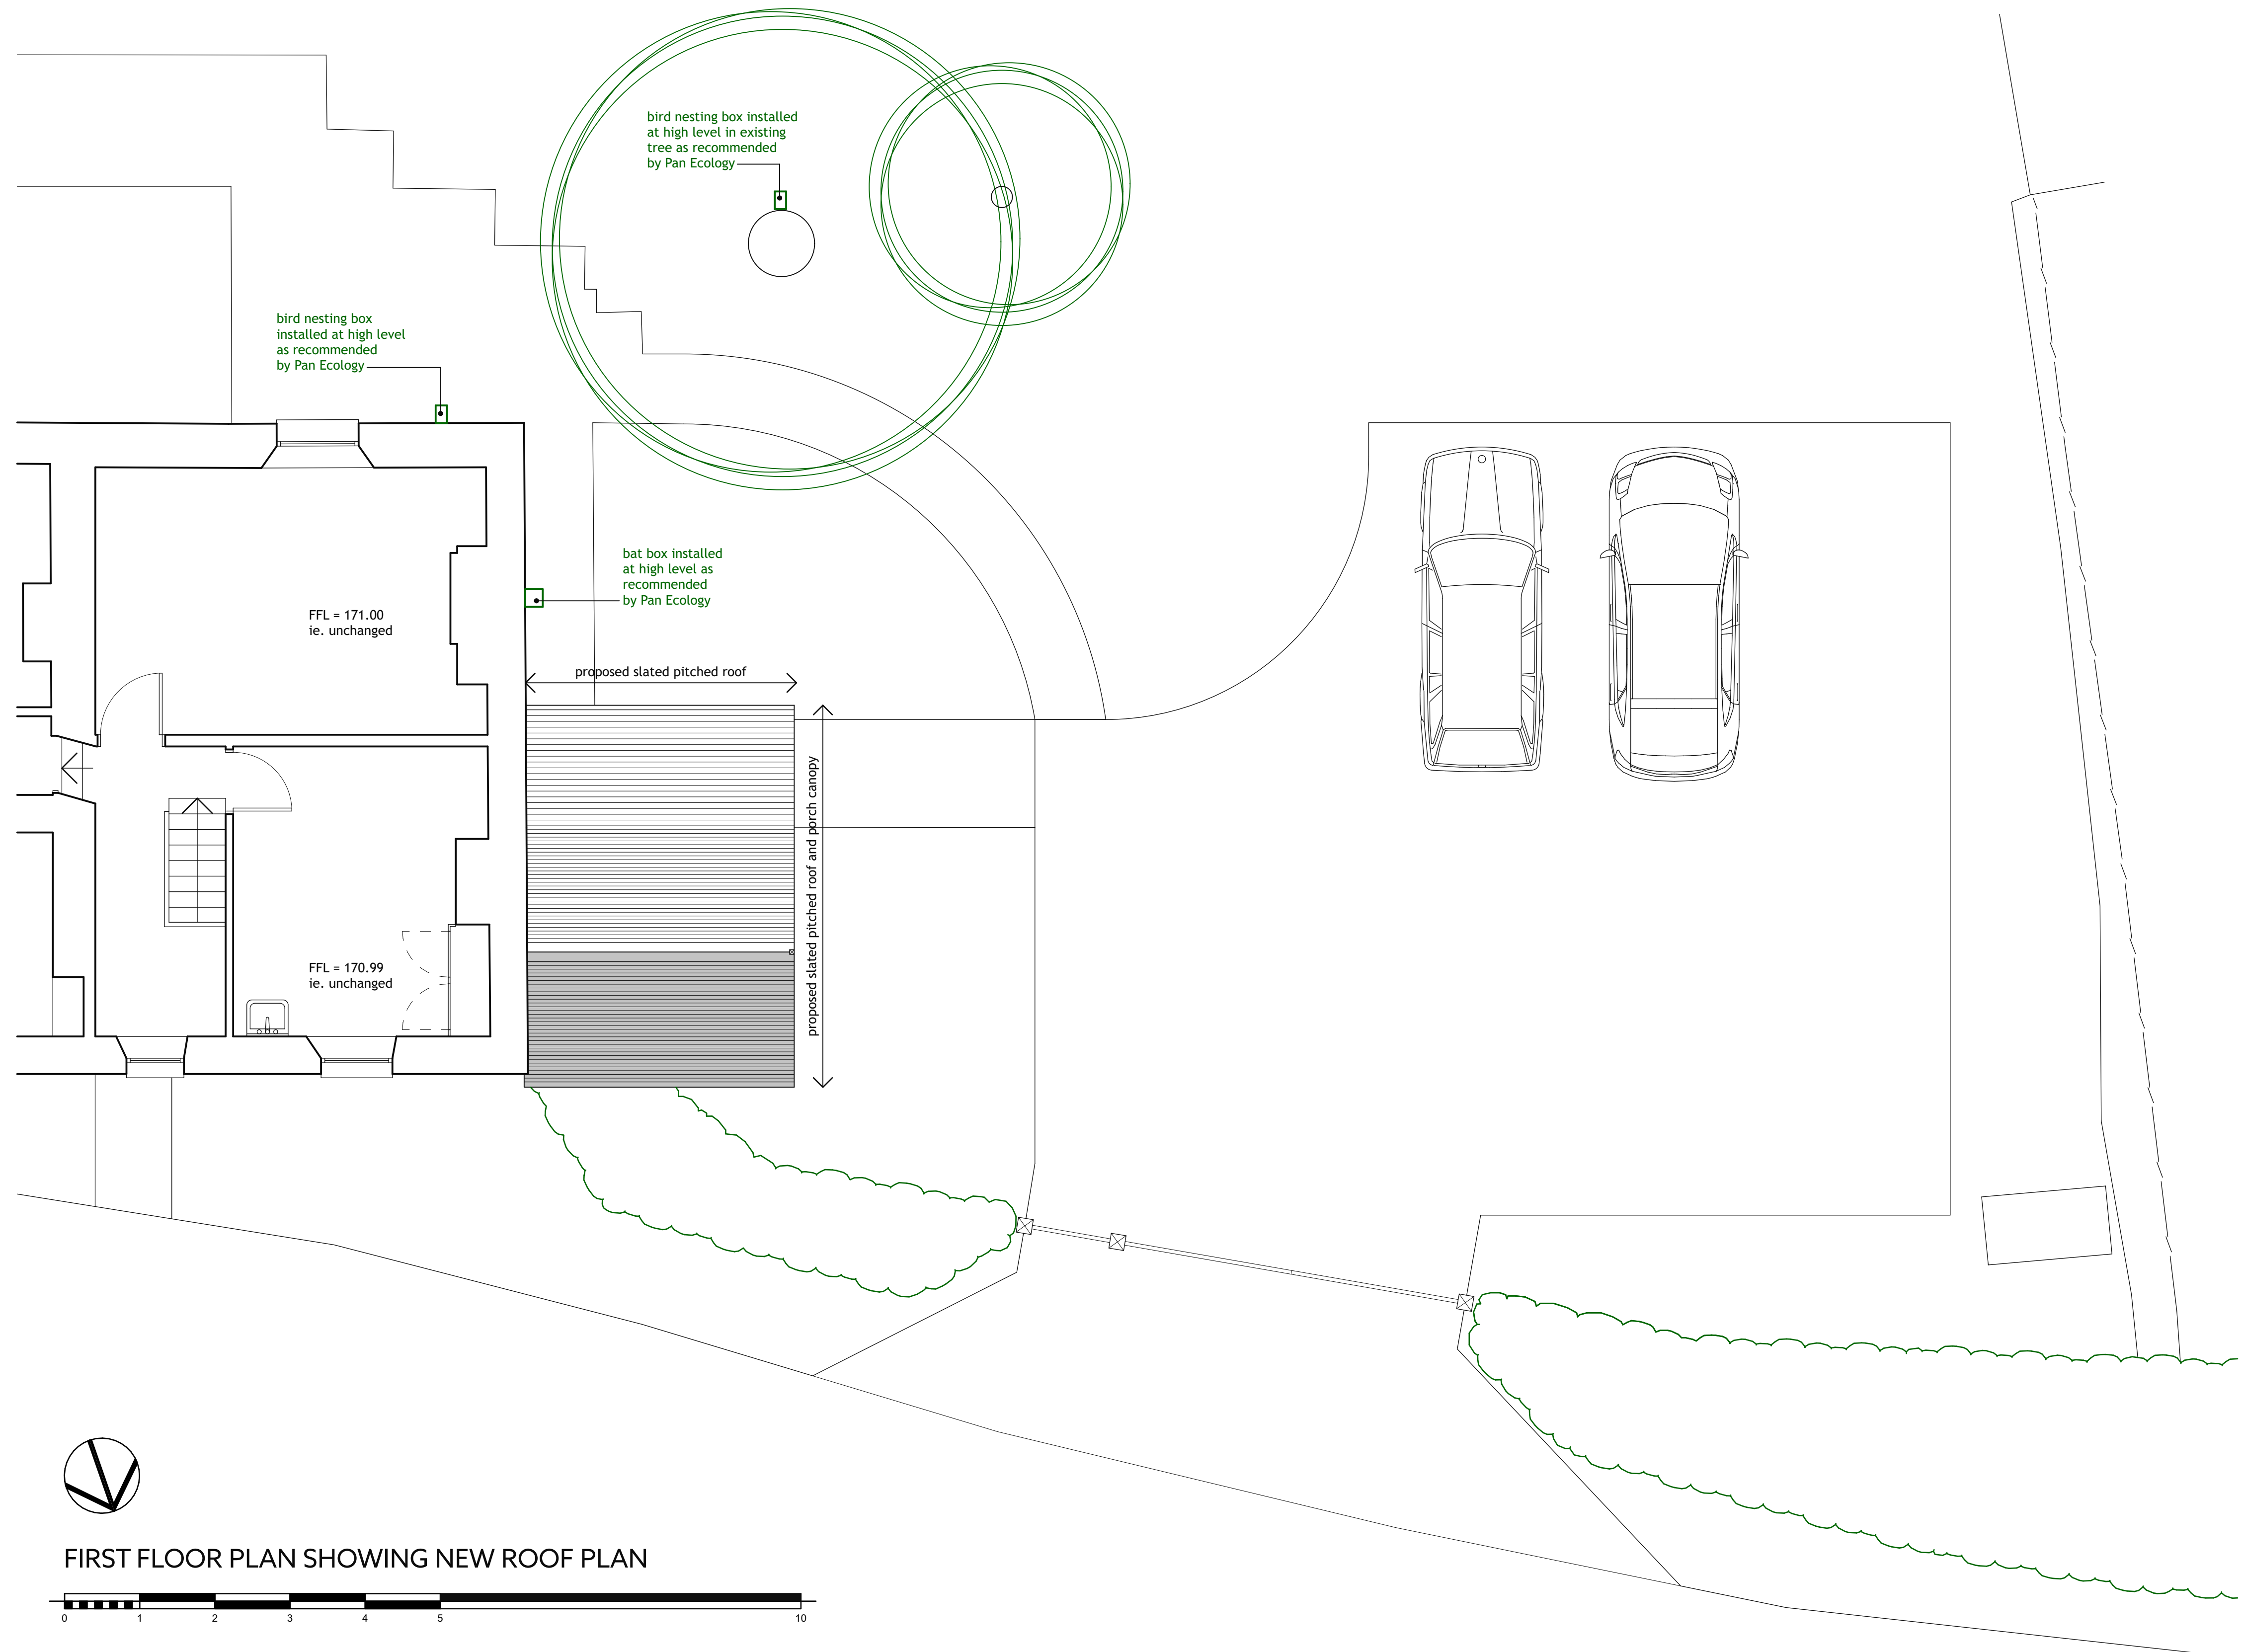 bird nesting box installed
at high level in existing
tree as recommended
by Pan Ecology
bird nesting box
installed at high level
as recommended
by Pan Ecology
bat box installed
at high level as
recommended
by Pan Ecology
FFL = 171.00
ie. unchanged
proposed slated pitched roof
proposed slated pitched roof and porch canopy
FFL = 170.99
ie. unchanged
FIRST FLOOR PLAN SHOWING NEW ROOF PLAN
0 1 2 3 4 5 10